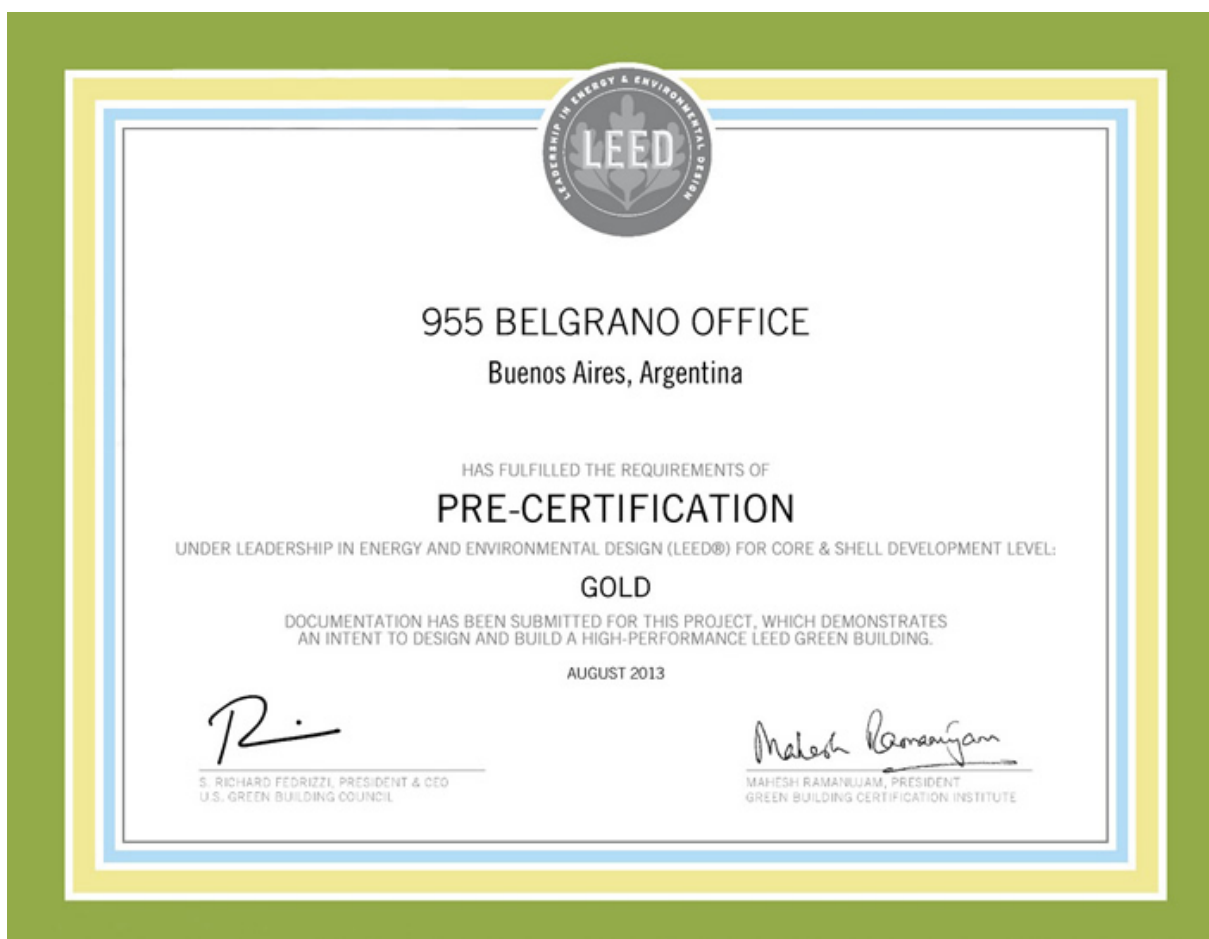 LEADERSHIP IN ENERGY & ENVIRONMENTAL DESIGN
LEED
955 BELGRANO OFFICE
Buenos Aires, Argentina
HAS FULFILLED THE REQUIREMENTS OF
PRE-CERTIFICATION
UNDER LEADERSHIP IN ENERGY AND ENVIRONMENTAL DESIGN (LEED®) FOR CORE & SHELL DEVELOPMENT LEVEL:
GOLD
DOCUMENTATION HAS BEEN SUBMITTED FOR THIS PROJECT, WHICH DEMONSTRATES
AN INTENT TO DESIGN AND BUILD A HIGH-PERFORMANCE LEED GREEN BUILDING.
AUGUST 2013
Mahesh Ramanujam
S. RICHARD FEDRIZZI, PRESIDENT & CEO
U.S. GREEN BUILDING COUNCIL
MAHESH RAMANUJAM, PRESIDENT
GREEN BUILDING CERTIFICATION INSTITUTE